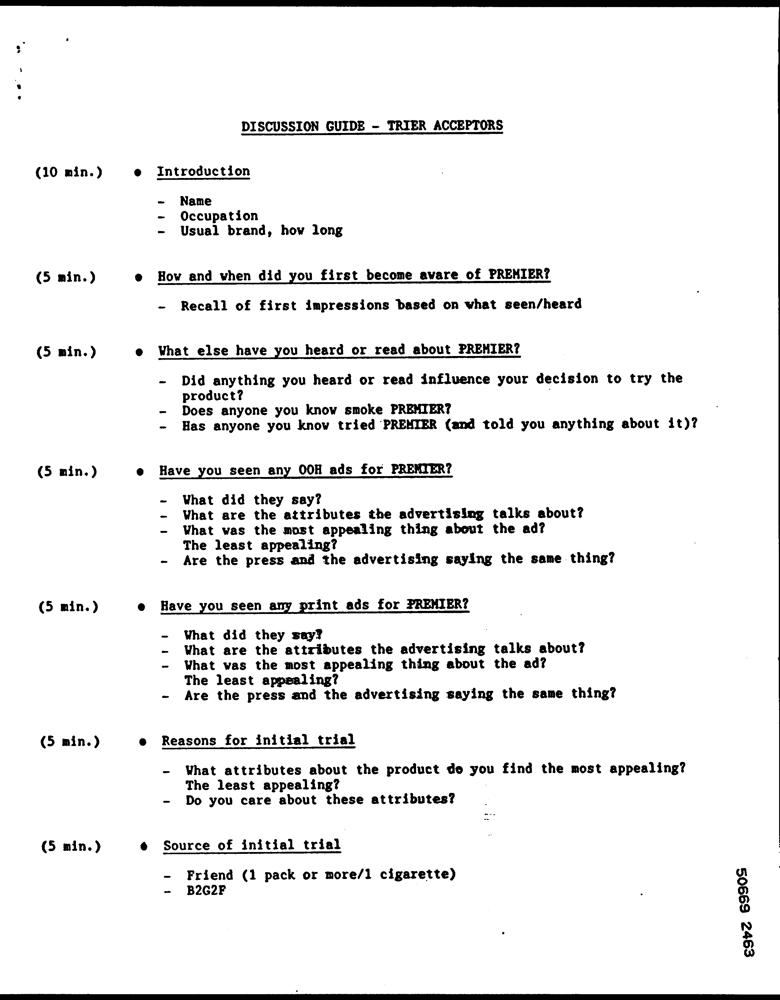 DISCUSSION GUIDE - TRIER ACCEPTORS
(10 min.) ● Introduction
- Name
- Occupation
- Usual brand, how long
(5 min.) ● How and when did you first become aware of PREMIER?
- Recall of first impressions based on what seen/heard
(5 min.) ● What else have you heard or read about PREMIER?
- Did anything you heard or read influence your decision to try the
product?
- Does anyone you know smoke PREMIER?
- Has anyone you know tried PREMIER (and told you anything about it)?
(5 min.) ● Have you seen any OOH ads for PREMIER?
- What did they say?
- What are the attributes the advertising talks about?
- What was the most appealing thing about the ad?
The least appealing?
- Are the press and the advertising saying the same thing?
(5 min.) ● Have you seen any print ads for PREMIER?
- What did they say?
- What are the attributes the advertising talks about?
- What was the most appealing thing about the ad?
The least appealing?
- Are the press and the advertising saying the same thing?
(5 min.) ● Reasons for initial trial
- What attributes about the product do you find the most appealing?
The least appealing?
- Do you care about these attributes?
(5 min.) ● Source of initial trial
- Friend (1 pack or more/1 cigarette)
- B2G2F
50669 2463